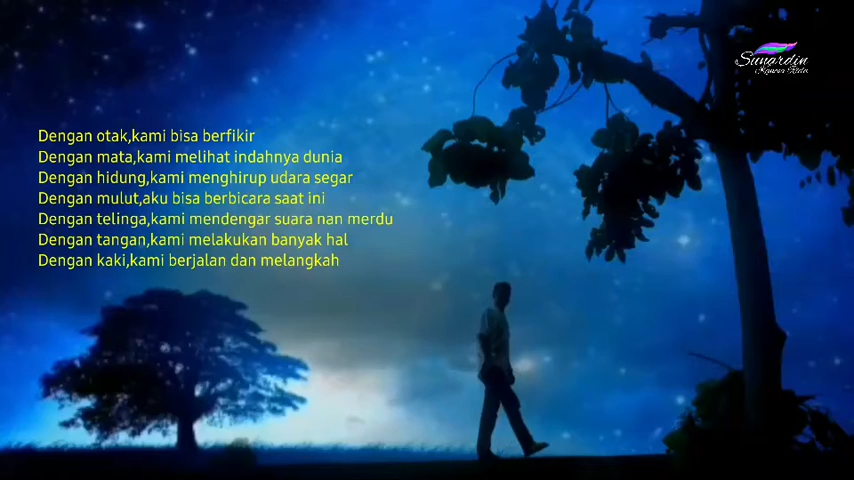 Dengan otak,kami bisa berfikir
Dengan mata,kami melihat indahnya dunia
Dengan hidung,kami menghirup udara segar
Dengan mulut,aku bisa berbicara saat ini
Dengan telinga,kami mendengar suara nan merdu
Dengan tangan,kami melakukan banyak hal
Dengan kaki,kami berjalan dan melangkah
Sunardin